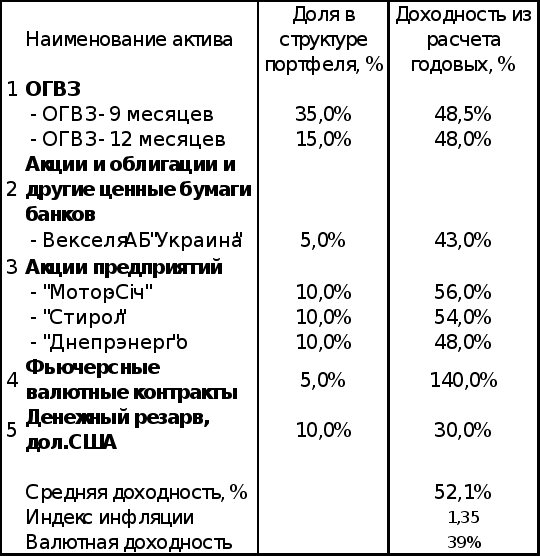 Наименование актива
Доля в структуре портфеля, %
Доходность из расчета годовых, %
1 ОГВЗ
- ОГВЗ- 9 месяцев 35,0% 48,5%
- ОГВЗ- 12 месяцев 15,0% 48,0%
Акции и облигации и
2 другие ценные бумаги
банков
- ВекселяАБ"Украина" 5,0% 43,0%
3 Акции предприятий
- "Мотор-Січ" 10,0% 56,0%
- "Стирол" 10,0% 54,0%
- "Днепрэнерго" 10,0% 48,0%
Фьючерсные
4 валютные контракты 5,0% 140,0%
Денежный резарв,
5 дол.США 10,0% 30,0%
Средняя доходность, % 52,1%
Индекс инфляции 1,35
Валютная доходность 39%